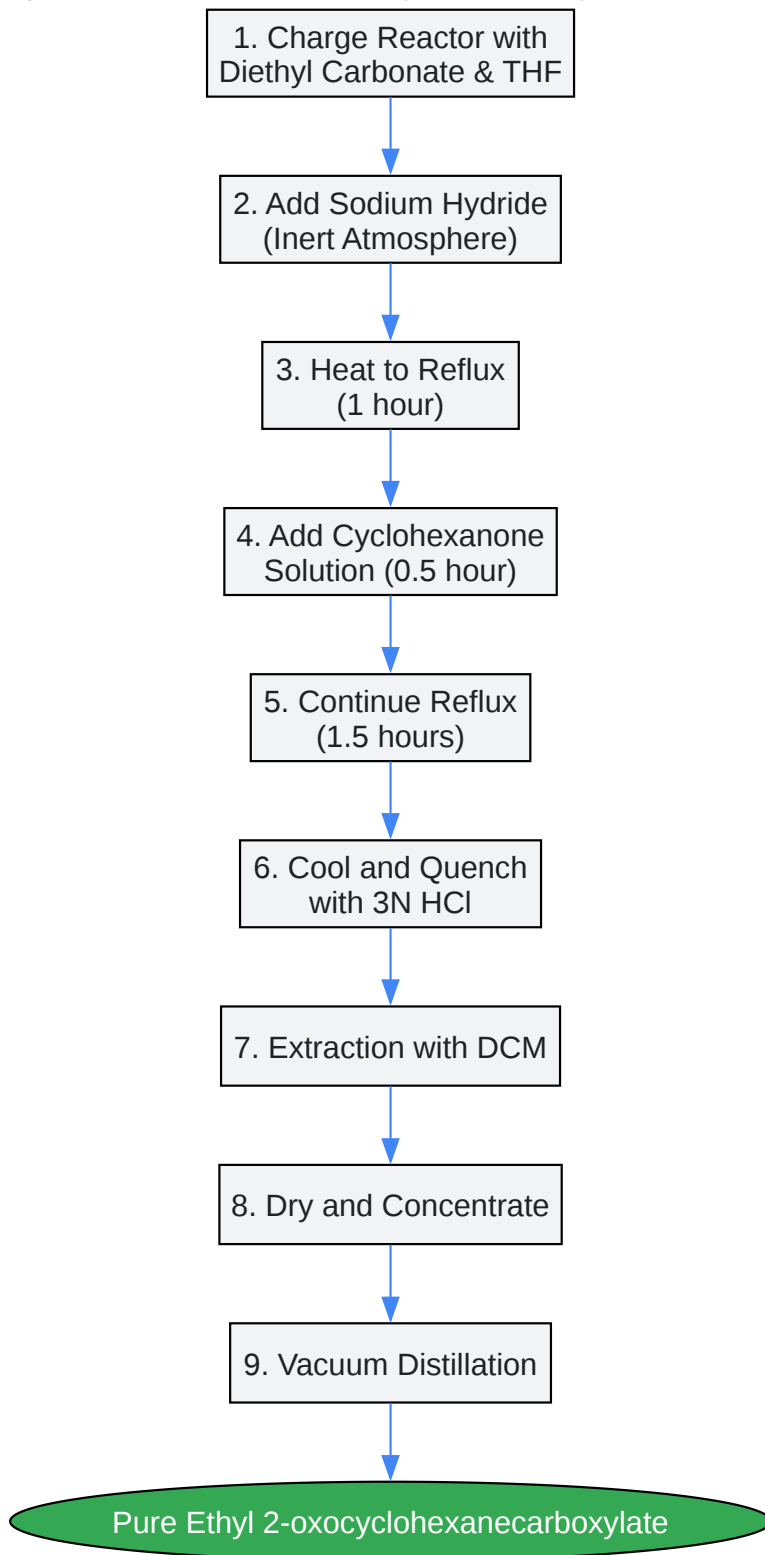 1. Charge Reactor with
Diethyl Carbonate & THF
2. Add Sodium Hydride
(Inert Atmosphere)
3. Heat to Reflux
(1 hour)
4. Add Cyclohexanone
Solution (0.5 hour)
5. Continue Reflux
(1.5 hours)
6. Cool and Quench
with 3N HCl
7. Extraction with DCM
8. Dry and Concentrate
9. Vacuum Distillation
Pure Ethyl 2-oxocyclohexanecarboxylate